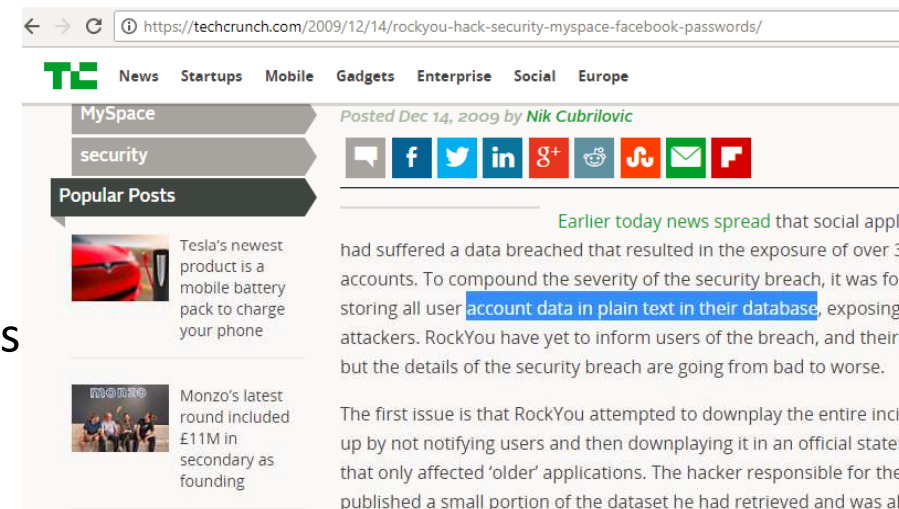 https://techcrunch.com/2009/12/14/rockyou-hack-security-myspace-facebook-passwords/
TC News Startups Mobile Gadgets Enterprise Social Europe
MySpace
security
Popular Posts
Tesla's newest
product is a
mobile battery
pack to charge
your phone
monzo
Monzo's latest
round included
£11M in
secondary as
founding
s
Posted Dec 14, 2009 by Nik Cubrilovic
f in 8+
Earlier today news spread that social appl
had suffered a data breached that resulted in the exposure of over 3
accounts. To compound the severity of the security breach, it was fo
storing all user account data in plain text in their database, exposing
attackers. RockYou have yet to inform users of the breach, and their
but the details of the security breach are going from bad to worse.
The first issue is that RockYou attempted to downplay the entire inci
up by not notifying users and then downplaying it in an official state
that only affected 'older' applications. The hacker responsible for the
published a small portion of the dataset he had retrieved and was al